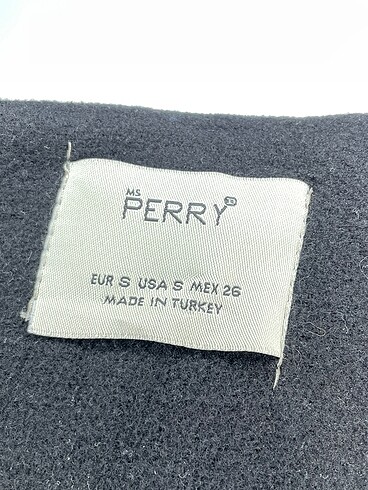 MS
PERRY
EUR S USA S MEX 26
MADE IN TURKEY